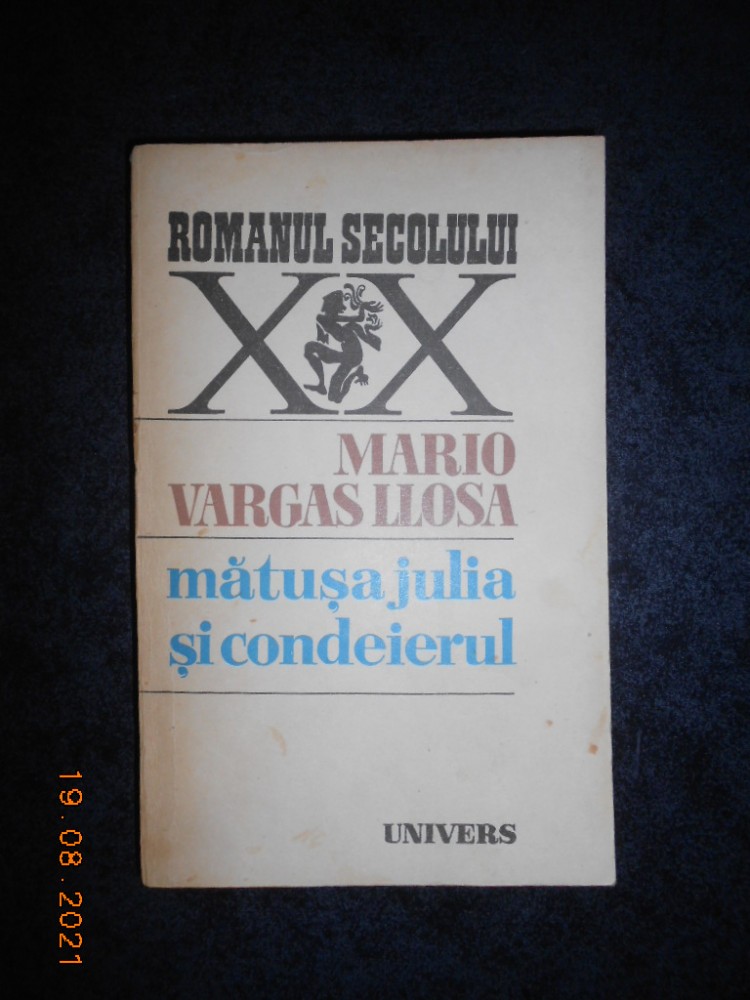 ROMANUL SECOLULUI
XX
MARIO
VARGAS LLOSA
mătușa julia
și condeierul
UNIVERS
19.08.2021